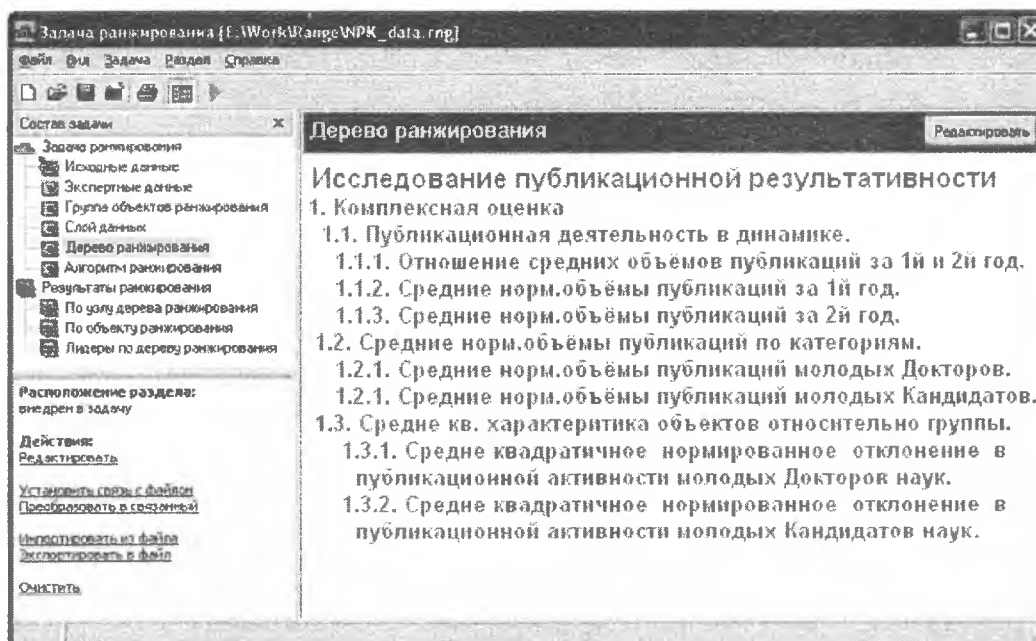 Задача ранжирования [E:\Work\Range\NPK_data.rng]
Файл Вид Задача Раздел Справка
Состав задачи
Задача ранжирования
Исходные данные
Экспертные данные
Группа объектов ранжирования
Слой данных
Дерево ранжирования
Алгоритм ранжирования
Результаты ранжирования
По узлу дерева ранжирования
По объекту ранжирования
Лидеры по дереву ранжирования
Расположение раздела:
внедрен в задачу
Действия:
Редактировать
Установить связь с файлом
Преобразовать в связанный
Импортировать из файла
Экспортировать в файл
Очистить
Дерево ранжирования
Редактировать
Исследование публикационной результативности
1. Комплексная оценка
1.1. Публикационная деятельность в динамике.
1.1.1. Отношение средних объёмов публикаций за 1й и 2й год.
1.1.2. Средние норм.объёмы публикаций за 1й год.
1.1.3. Средние норм.объёмы публикаций за 2й год.
1.2. Средние норм.объёмы публикаций по категориям.
1.2.1. Средние норм.объёмы публикаций молодых Докторов.
1.2.1. Средние норм.объёмы публикаций молодых Кандидатов.
1.3. Средне кв. характеритика объектов относительно группы.
1.3.1. Средне квадратичное нормированное отклонение в
публикационной активности молодых Докторов наук.
1.3.2. Средне квадратичное нормированное отклонение в
публикационной активности молодых Кандидатов наук.